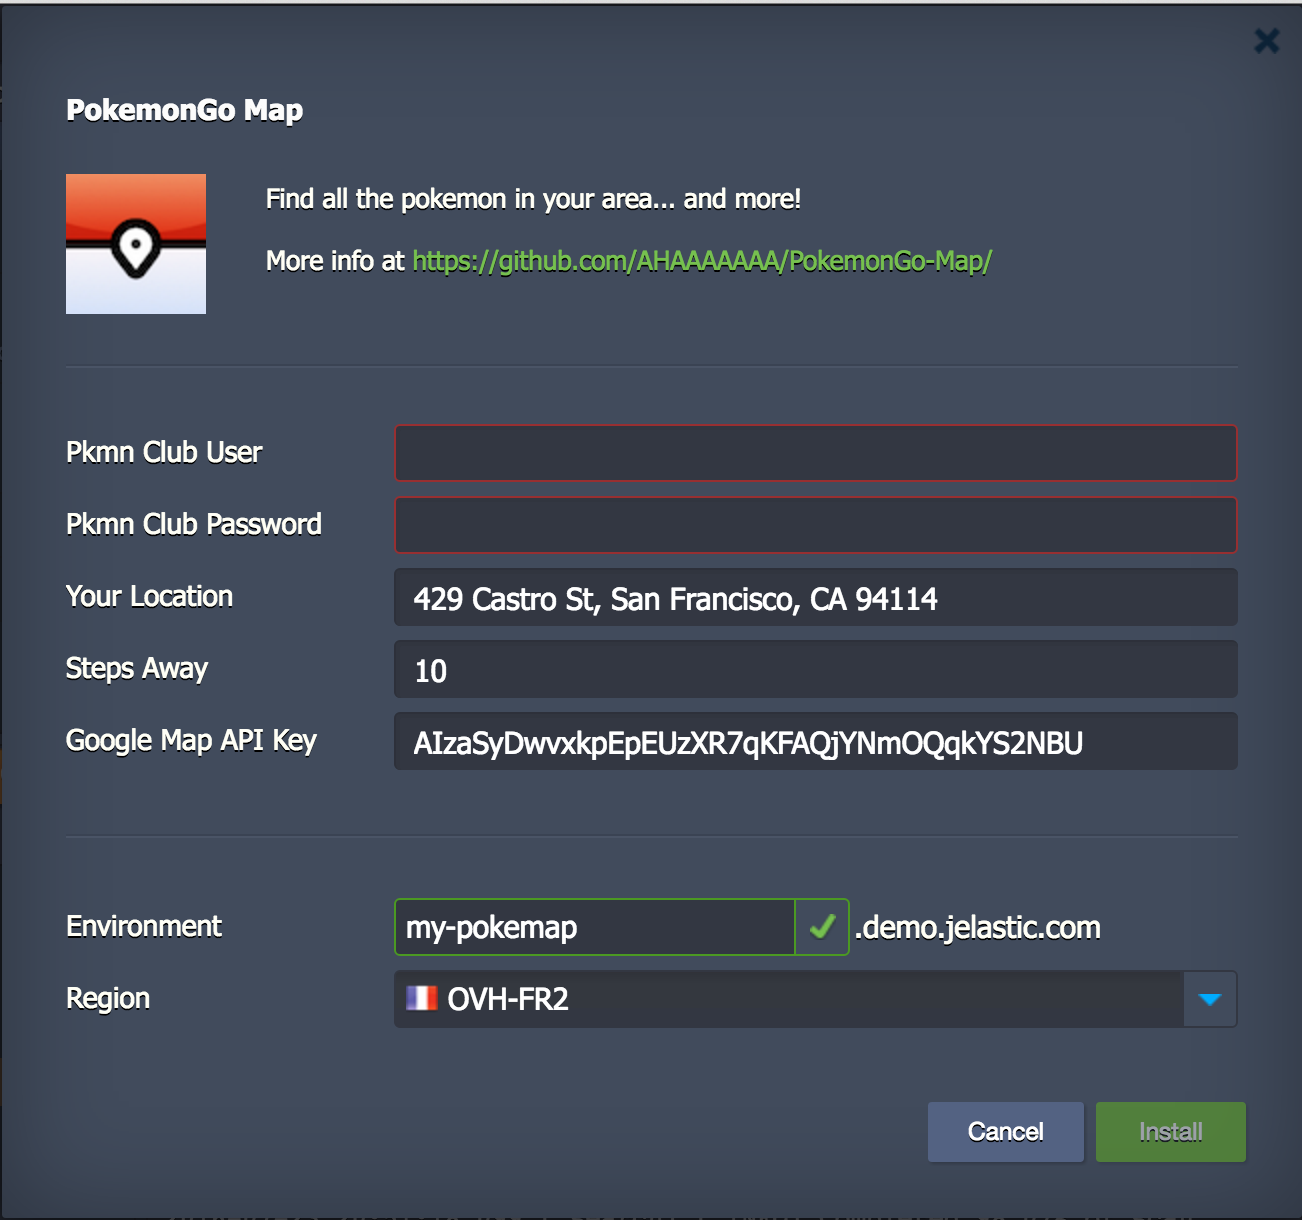 PokemonGo Map
Find all the pokemon in your area... and more!
More info at https://github.com/AHAAAAAAA/PokemonGo-Map/
Pkmn Club User
Pkmn Club Password
Your Location
429 Castro St, San Francisco, CA 94114
Steps Away
10
Google Map API Key
AIzaSyDwvxkpEpEUzXR7qKFAQjYNmOQqkYS2NBU
Environment
my-pokemap
.demo.jelastic.com
Region
OVH-FR2
Cancel
Install